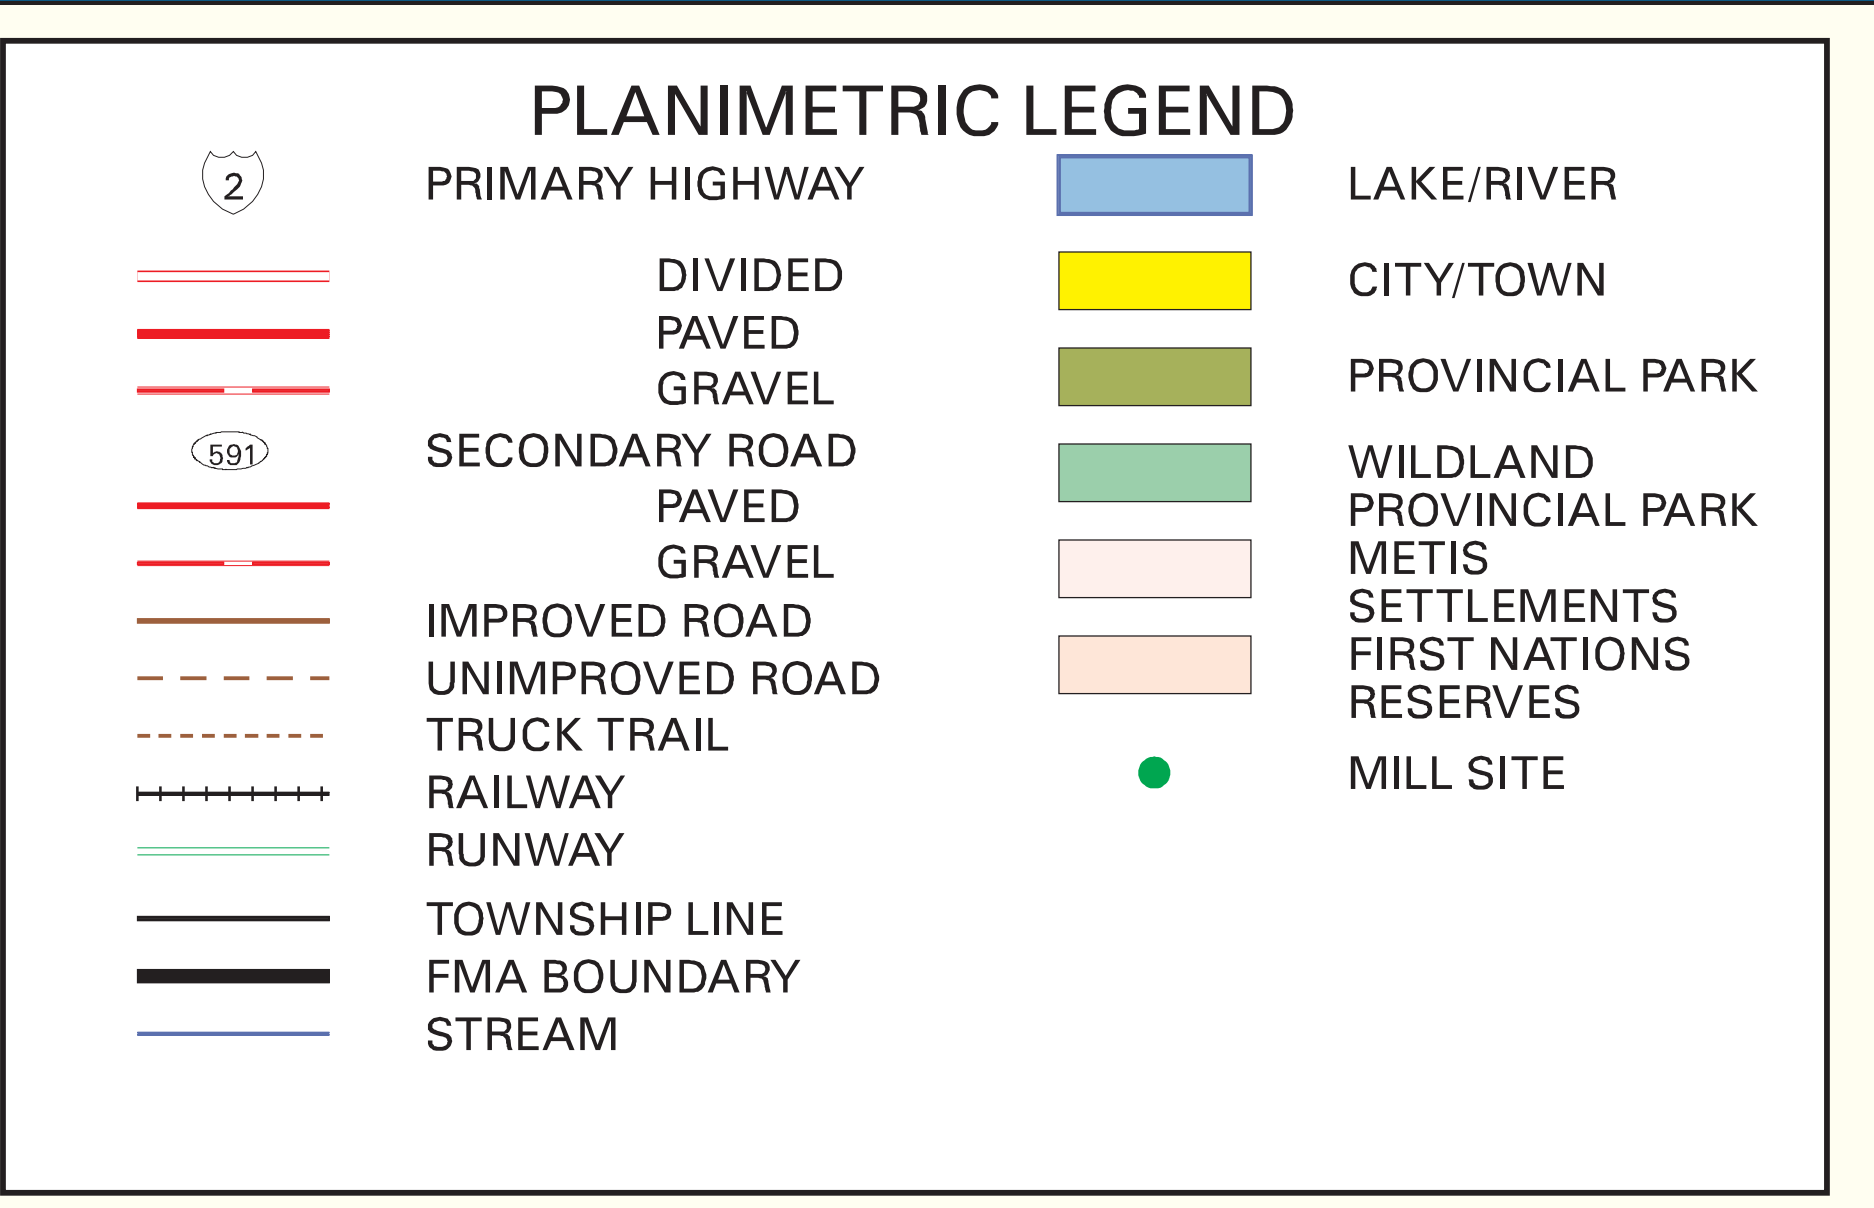 PLANIMETRIC LEGEND
2
PRIMARY HIGHWAY
DIVIDED
PAVED
GRAVEL
591
SECONDARY ROAD
PAVED
GRAVEL
IMPROVED ROAD
UNIMPROVED ROAD
TRUCK TRAIL
RAILWAY
RUNWAY
TOWNSHIP LINE
FMA BOUNDARY
STREAM
LAKE/RIVER
CITY/TOWN
PROVINCIAL PARK
WILDLAND
PROVINCIAL PARK
METIS
SETTLEMENTS
FIRST NATIONS
RESERVES
MILL SITE